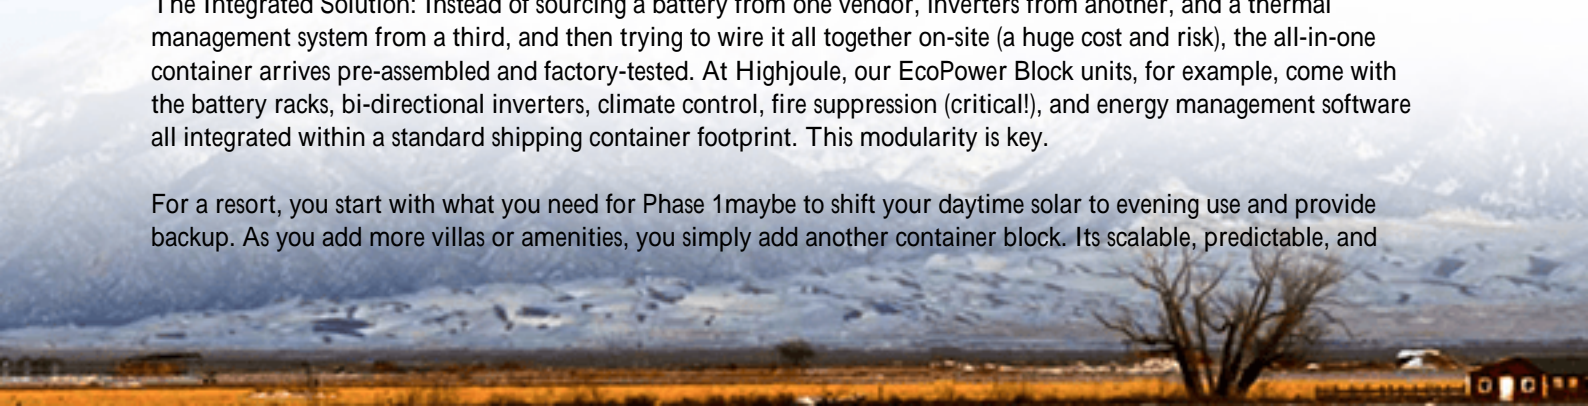 The Integrated Solution: Instead of sourcing a battery from one vendor, inverters from another, and a thermal
management system from a third, and then trying to wire it all together on-site (a huge cost and risk), the all-in-one
container arrives pre-assembled and factory-tested. At Highjoule, our EcoPower Block units, for example, come with
the battery racks, bi-directional inverters, climate control, fire suppression (critical!), and energy management software
all integrated within a standard shipping container footprint. This modularity is key.
For a resort, you start with what you need for Phase 1maybe to shift your daytime solar to evening use and provide
backup. As you add more villas or amenities, you simply add another container block. Its scalable, predictable, and